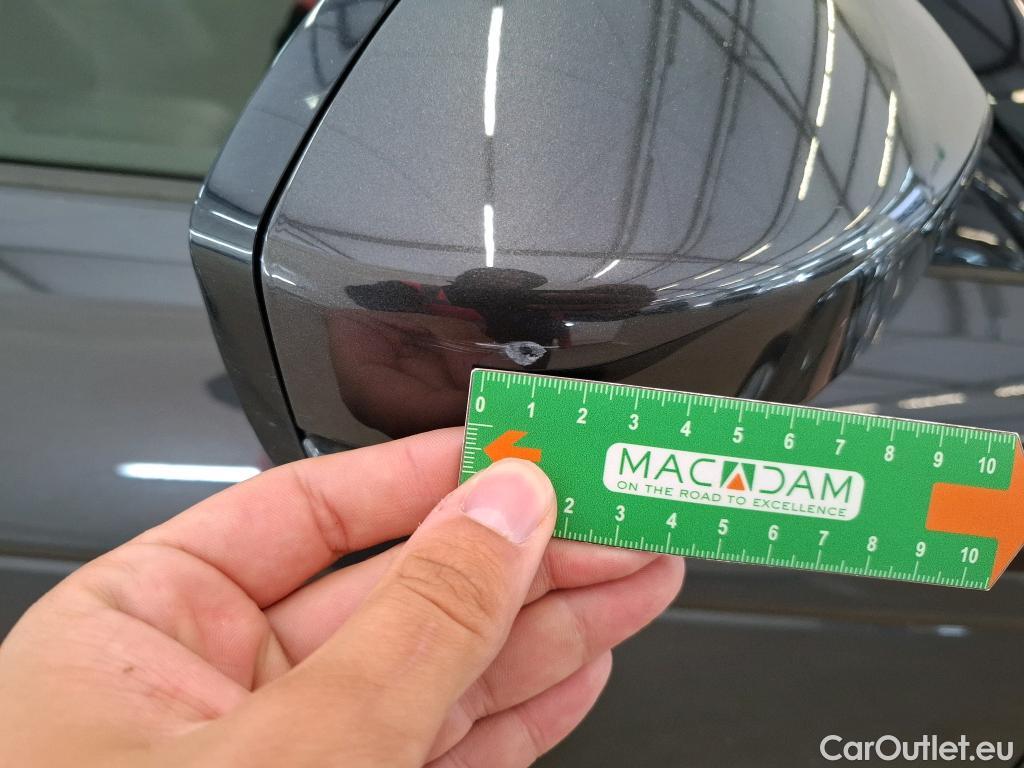 0 1 2 3 4 5 6 7 8 9 10
MACADAM
ON THE ROAD TO EXCELLENCE
2 3 4 5 6 7 8 9 10
CarOutlet.eu